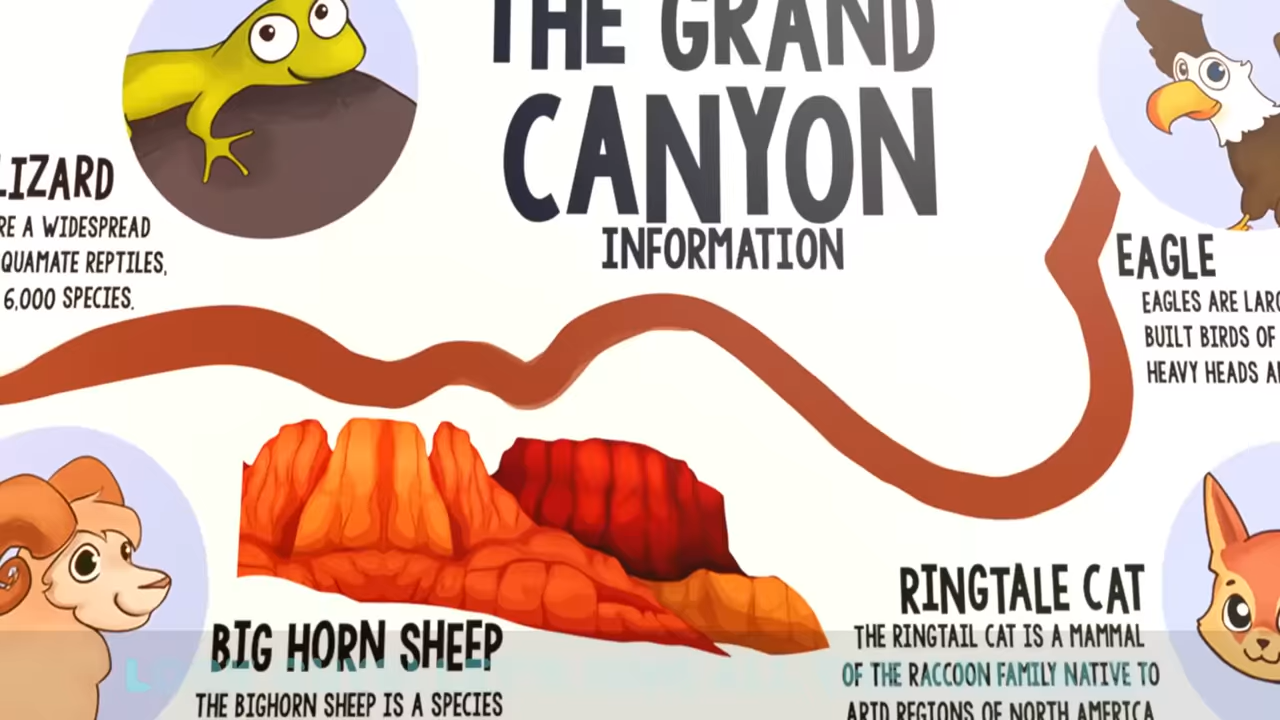 THE GRAND
CANYON
INFORMATION
LIZARD
RE A WIDESPREAD
QUAMATE REPTILES,
6,000 SPECIES.
EAGLE
EAGLES ARE LARG
BUILT BIRDS OF
HEAVY HEADS A
BIG HORN SHEEP
THE BIGHORN SHEEP IS A SPECIES
RINGTALE CAT
THE RINGTAIL CAT IS A MAMMAL
OF THE RACCOON FAMILY NATIVE TO
ARID REGIONS OF NORTH AMERICA